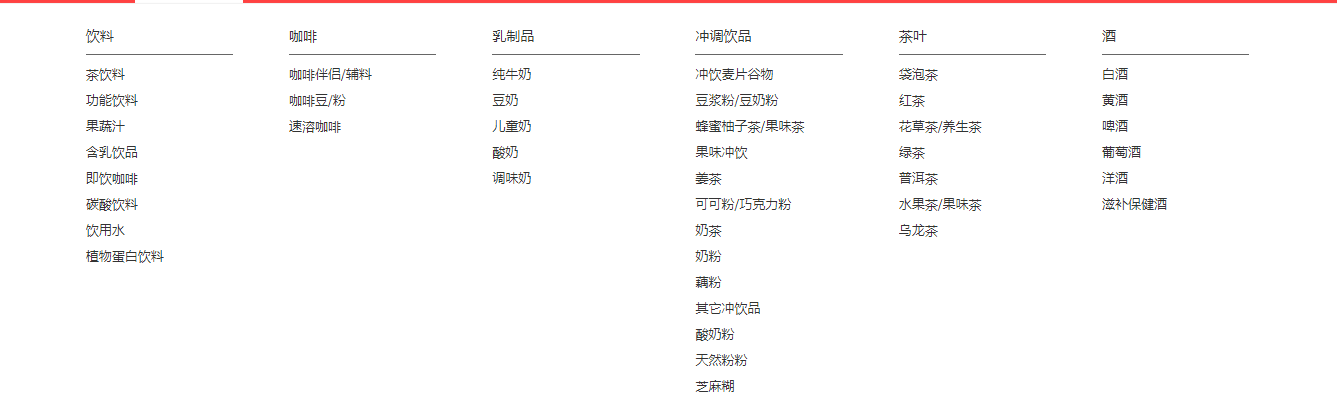 饮料
茶饮料
功能饮料
果蔬汁
含乳饮品
即饮咖啡
碳酸饮料
饮用水
植物蛋白饮料
咖啡
咖啡伴侣/辅料
咖啡豆/粉
速溶咖啡
乳制品
纯牛奶
豆奶
儿童奶
酸奶
调味奶
冲调饮品
冲饮麦片谷物
豆浆粉/豆奶粉
蜂蜜柚子茶/果味茶
果味冲饮
姜茶
可可粉/巧克力粉
奶茶
奶粉
藕粉
其它冲饮品
酸奶粉
天然粉粉
芝麻糊
茶叶
袋泡茶
红茶
花草茶/养生茶
绿茶
普洱茶
水果茶/果味茶
乌龙茶
酒
白酒
黄酒
啤酒
葡萄酒
洋酒
滋补保健酒